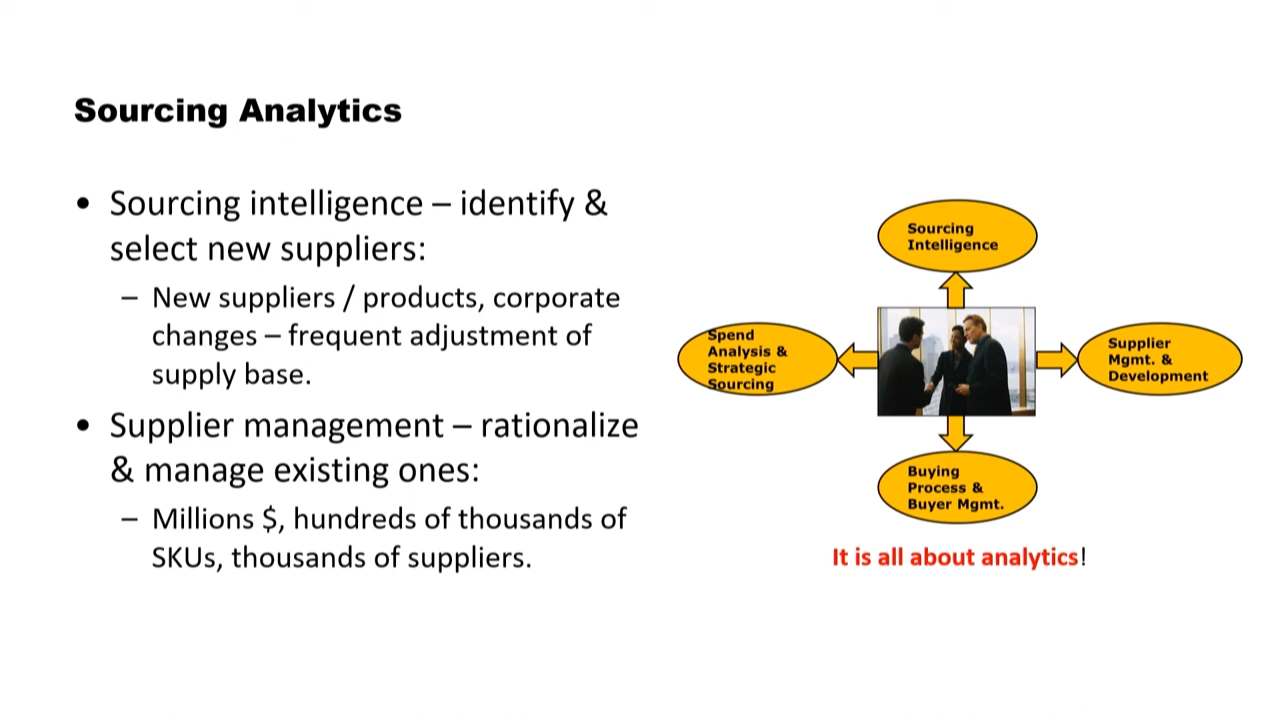 Sourcing Analytics
• Sourcing intelligence – identify &
select new suppliers:
– New suppliers / products, corporate
changes – frequent adjustment of
supply base.
• Supplier management – rationalize
& manage existing ones:
– Millions $, hundreds of thousands of
SKUs, thousands of suppliers.
Sourcing
Intelligence
Spend
Analysis &
Strategic
Sourcing
Supplier
Mgmt. &
Development
Buying
Process &
Buyer Mgmt.
It is all about analytics!